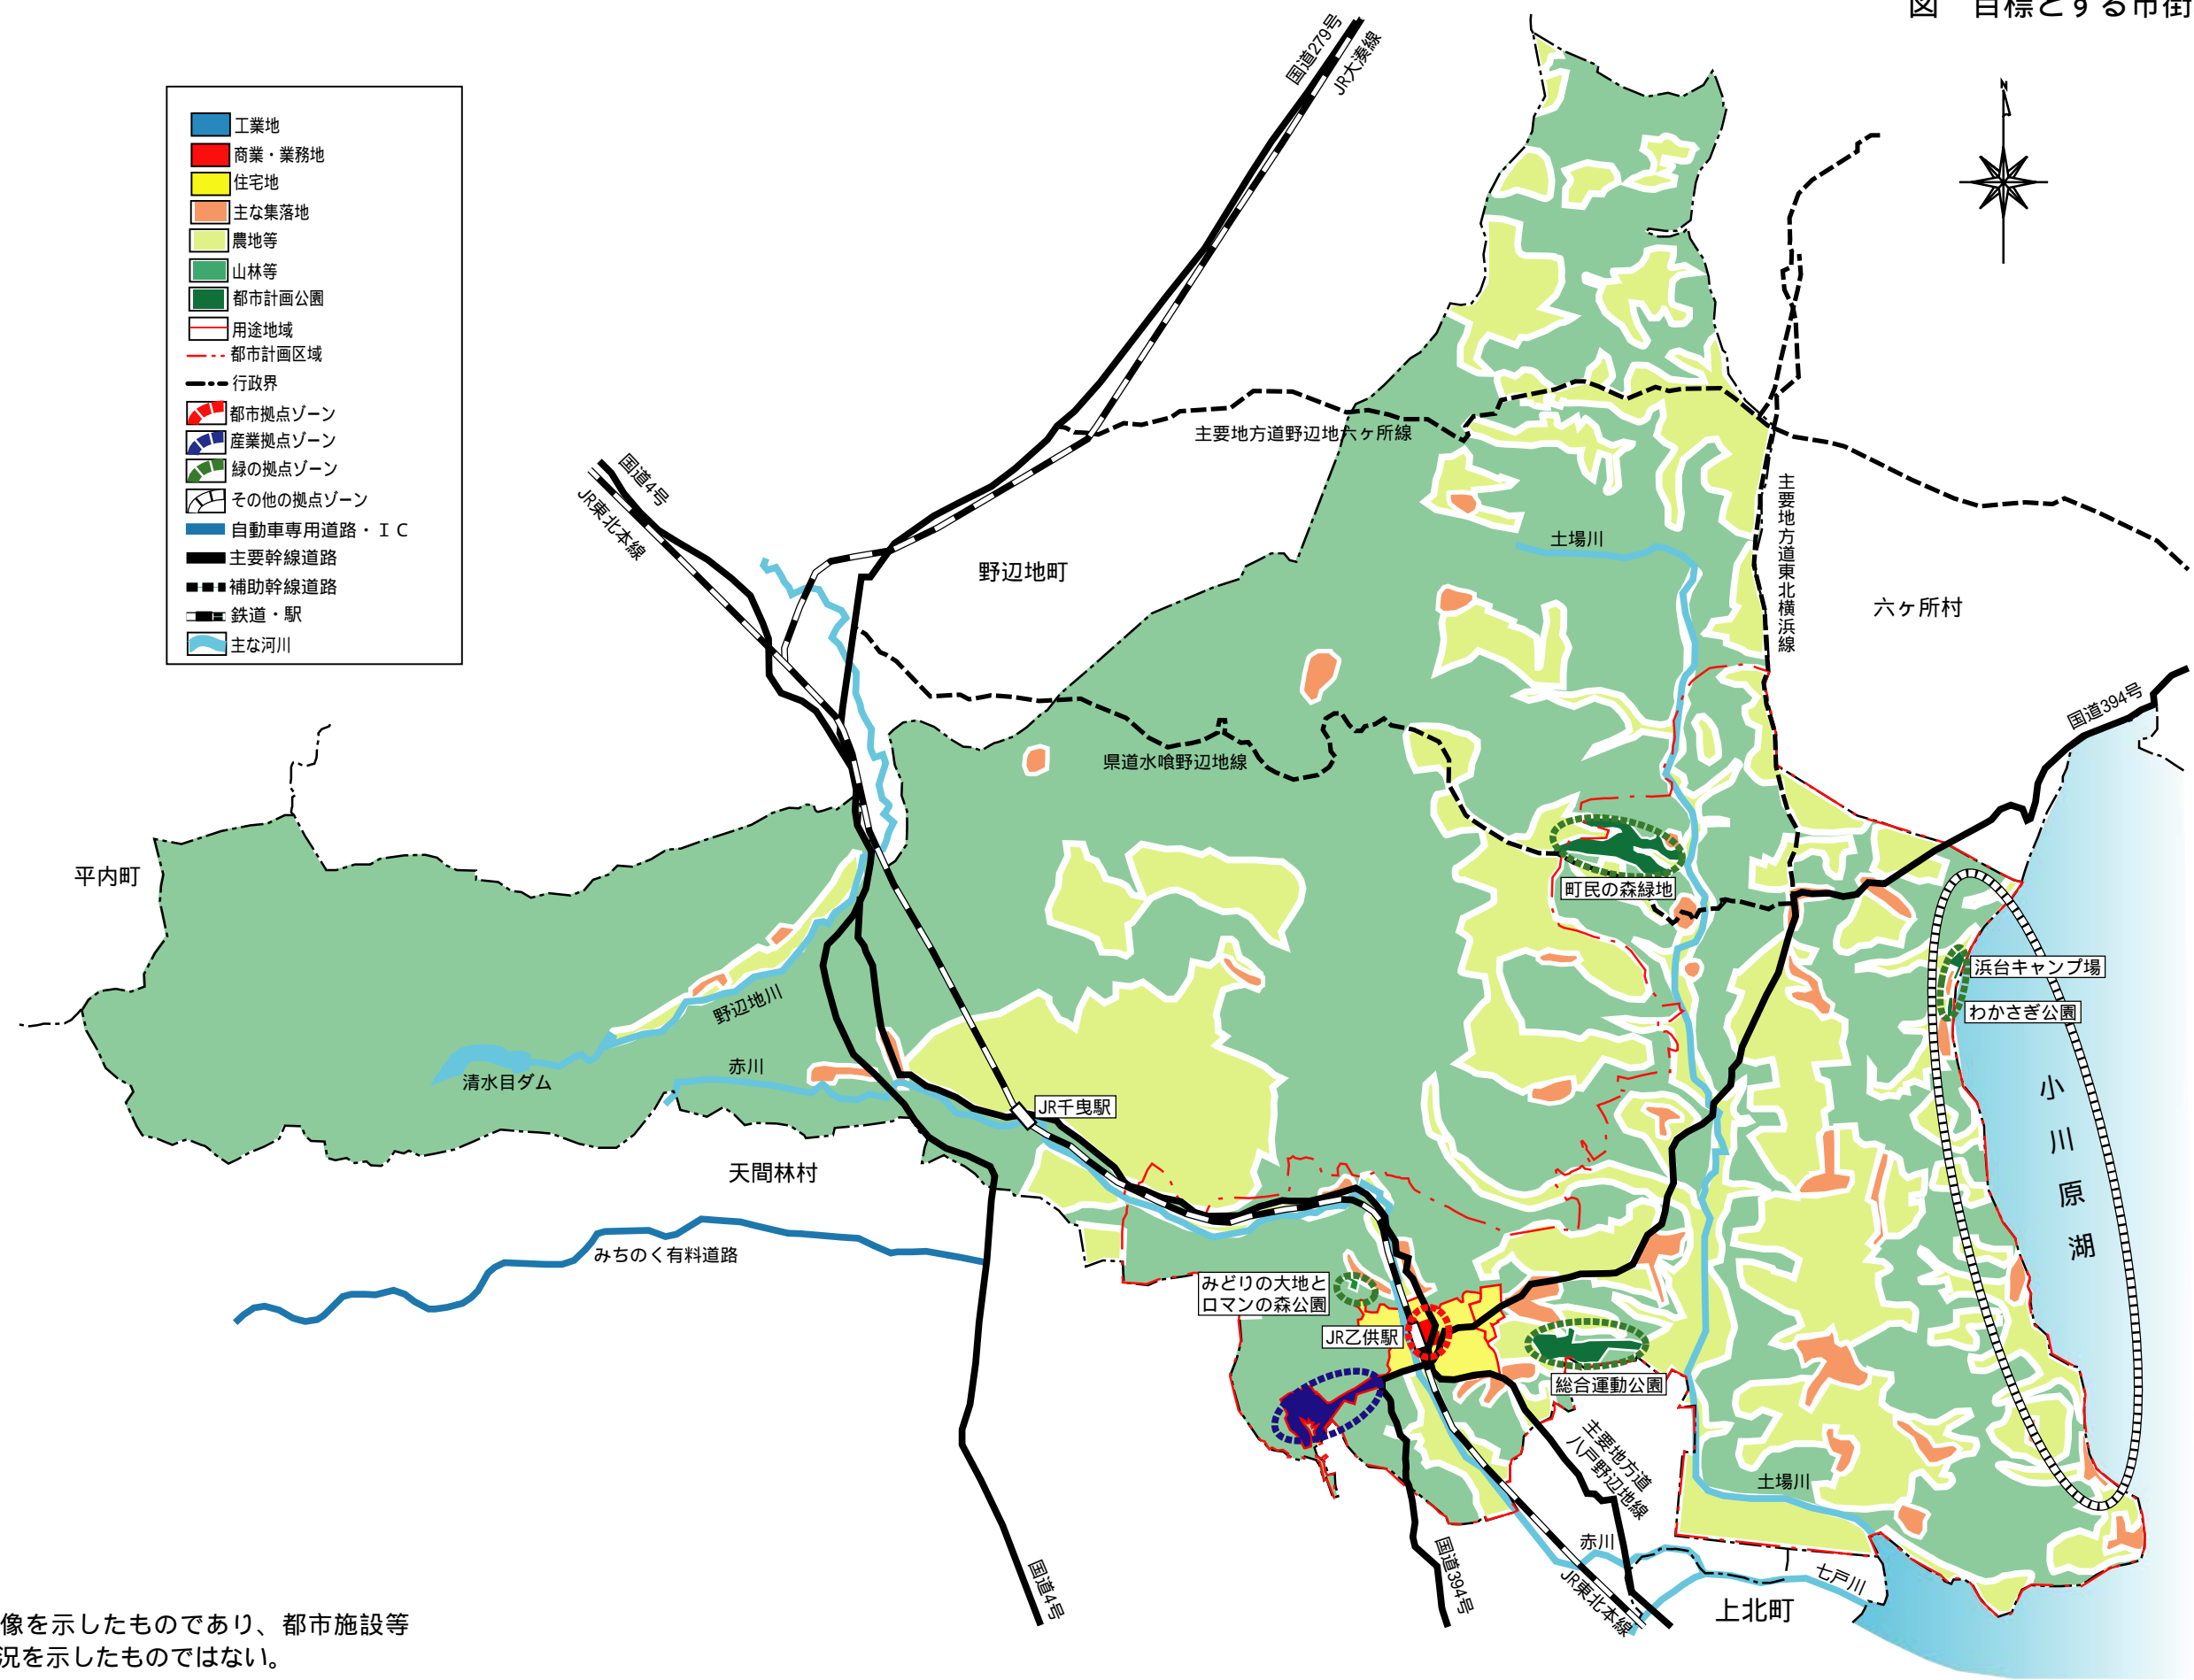 図　目標とする市街
工業地
商業・業務地
住宅地
主な集落地
農地等
山林等
都市計画公園
用途地域
都市計画区域
行政界
都市拠点ゾーン
産業拠点ゾーン
緑の拠点ゾーン
その他の拠点ゾーン
自動車専用道路・ＩＣ
主要幹線道路
補助幹線道路
鉄道・駅
主な河川
N
国道279号
JR大湊線
国道4号
JR東北本線
主要地方道野辺地六ヶ所線
野辺地町
土場川
主要地方道東北横浜線
六ヶ所村
国道394号
県道水喰野辺地線
平内町
町民の森緑地
浜台キャンプ場
わかさぎ公園
小川原湖
野辺地川
清水目ダム
赤川
JR千曳駅
天間林村
みちのく有料道路
みどりの大地と
ロマンの森公園
JR乙供駅
総合運動公園
主要地方道
八戸野辺地線
土場川
赤川
七戸川
国道4号
国道394号
JR東北本線
上北町
像を示したものであり、都市施設等
況を示したものではない。